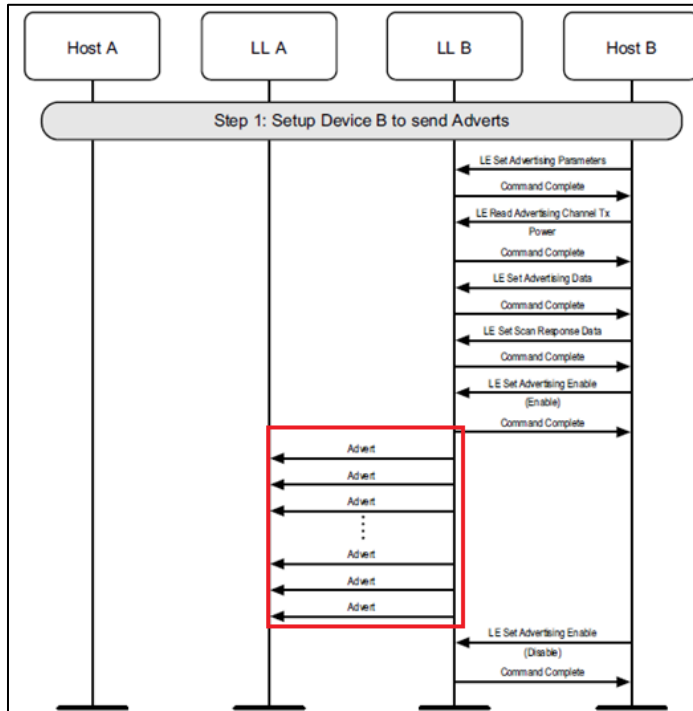 Host A
LL A
LL B
Host B
Step 1: Setup Device B to send Adverts
LE Set Advertising Parameters
Command Complete
LE Read Advertising Channel Tx
Power
Command Complete
LE Set Advertising Data
Command Complete
LE Set Scan Response Data
Command Complete
LE Set Advertising Enable
(Enable)
Command Complete
Advert
Advert
Advert
Advert
Advert
Advert
LE Set Advertising Enable
(Disable)
Command Complete